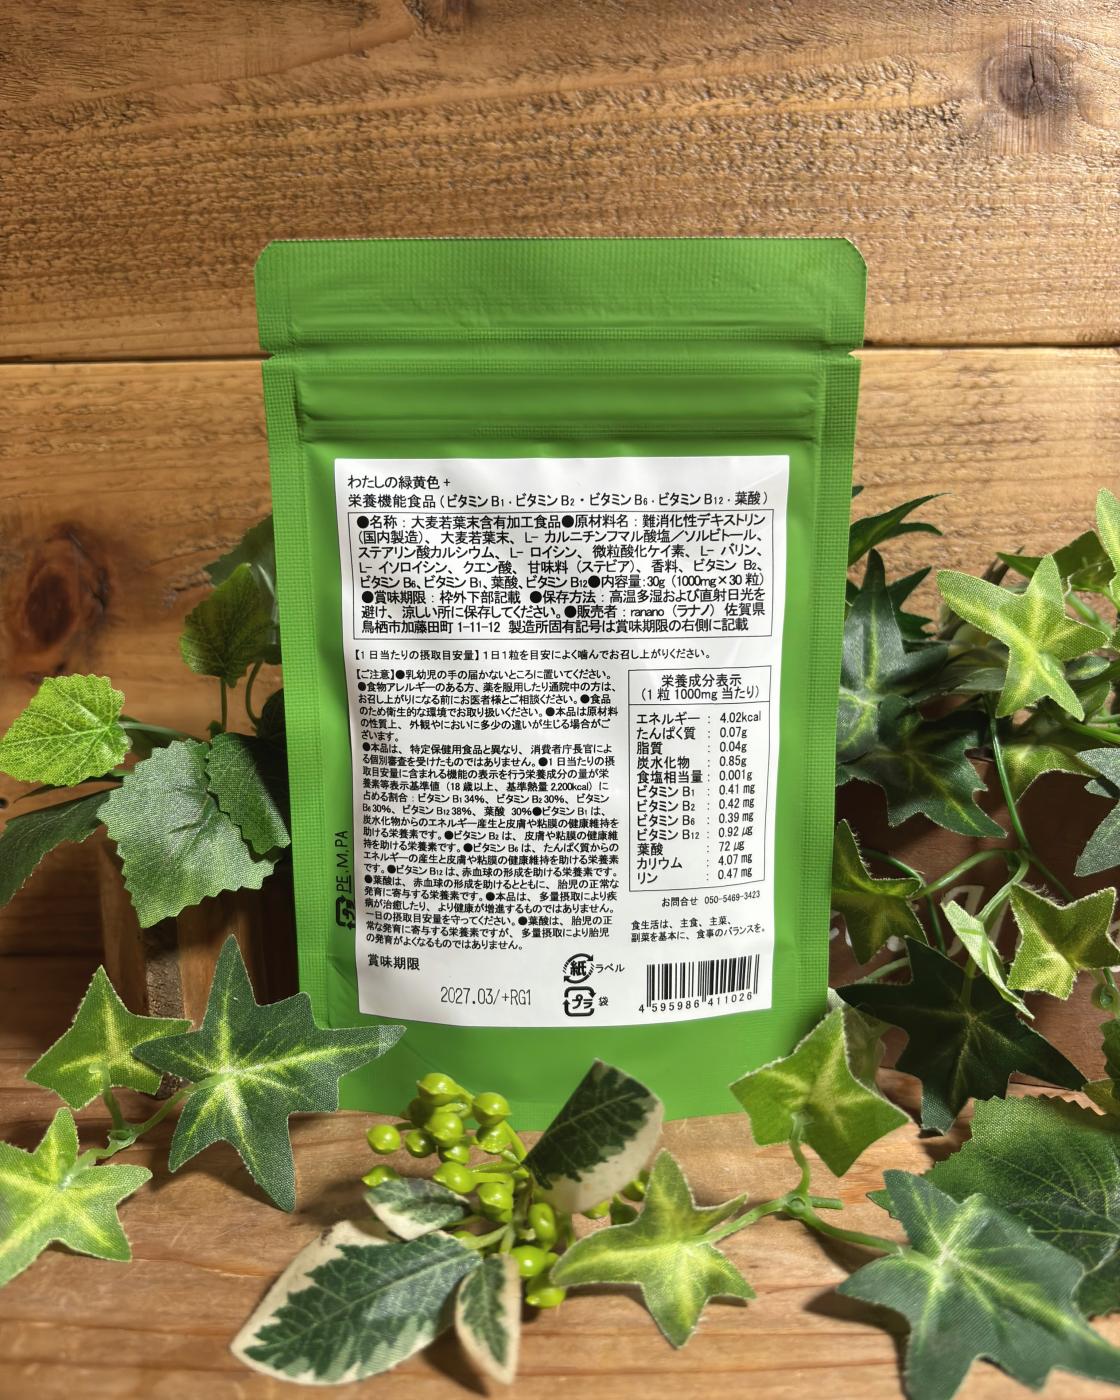 わたしの緑黄色+
栄養機能食品(ビタミンB1・ビタミンB2・ビタミンB6・ビタミンB12・葉酸)
●名称:大麦若葉末含有加工食品●原材料名:難消化性デキストリン
(国内製造)、大麦若葉末、L-カルニチンフマル酸塩/ソルビトール、
ステアリン酸カルシウム、L-ロイシン、微粒酸化ケイ素、L-バリン、
L-イソロイシン、クエン酸、甘味料(ステビア)、香料、ビタミンB2、
ビタミンB6、ビタミンB1、葉酸、ビタミンB12●内容量:30g(1000mg×30粒)
●賞味期限:枠外下部記載 ●保存方法:高温多湿および直射日光を
避け、涼しい所に保存してください。●販売者:ranano(ラナノ)佐賀県
鳥栖市加藤田町1-11-12 製造所固有記号は賞味期限の右側に記載
【1日当たりの摂取目安量】1日1粒を目安によく噛んでお召し上がりください。
【ご注意】●乳幼児の手の届かないところに置いてください。
●食物アレルギーのある方、薬を服用したり通院中の方は、
お召し上がりになる前にお医者様とご相談ください。●食品
のため衛生的な環境でお取り扱いください。●本品は原材料
の性質上、外観やにおいに多少の違いが生じる場合がご
ざいます。
●本品は、特定保健用食品と異なり、消費者庁長官によ
る個別審査を受けたものではありません。●1日当たりの摂
取目安量に含まれる機能の表示を行う栄養成分の量が栄
養素等表示基準値(18歳以上、基準熱量2,200kcal)に
占める割合:ビタミンB1 34%、ビタミンB2 30%、ビタミン
B6 30%、ビタミンB12 38%、葉酸 30%●ビタミンB1は、
炭水化物からのエネルギー産生と皮膚や粘膜の健康維持を
助ける栄養素です。●ビタミンB2は、皮膚や粘膜の健康維
持を助ける栄養素です。●ビタミンB6は、たんぱく質からの
エネルギーの産生と皮膚や粘膜の健康維持を助ける栄養素
です。●ビタミンB12は、赤血球の形成を助ける栄養素です。
●葉酸は、赤血球の形成を助けるとともに、胎児の正常な
発育に寄与する栄養素です。●本品は、多量摂取により疾
病が治癒したり、より健康が増進するものではありません。
一日の摂取目安量を守ってください。●葉酸は、胎児の正
常な発育に寄与する栄養素ですが、多量摂取により胎児
の発育がよくなるものではありません。
栄養成分表示
(1粒 1000mg 当たり)
エネルギー:4.02kcal
たんぱく質:0.07g
脂質:0.04g
炭水化物:0.85g
食塩相当量:0.001g
ビタミンB1:0.41mg
ビタミンB2:0.42mg
ビタミンB6:0.39mg
ビタミンB12:0.92μg
葉酸:72μg
カリウム:4.07mg
リン:0.47mg
お問合せ 050-5469-3423
食生活は、主食、主菜、
副菜を基本に、食事のバランスを。
賞味期限
2027.03/+RG1
紙 ラベル
プラ 袋
4 595986 411026
PE.M.PA